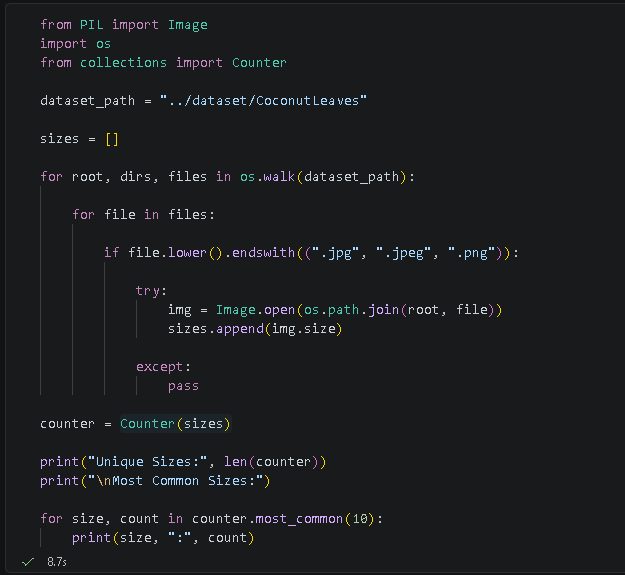 from PIL import Image
import os
from collections import Counter

dataset_path = "../dataset/CoconutLeaves"

sizes = []

for root, dirs, files in os.walk(dataset_path):

    for file in files:

        if file.lower().endswith((".jpg", ".jpeg", ".png")):

            try:
                img = Image.open(os.path.join(root, file))
                sizes.append(img.size)

            except:
                pass

counter = Counter(sizes)

print("Unique Sizes:", len(counter))
print("\nMost Common Sizes:")

for size, count in counter.most_common(10):
    print(size, ":", count)
8.7s